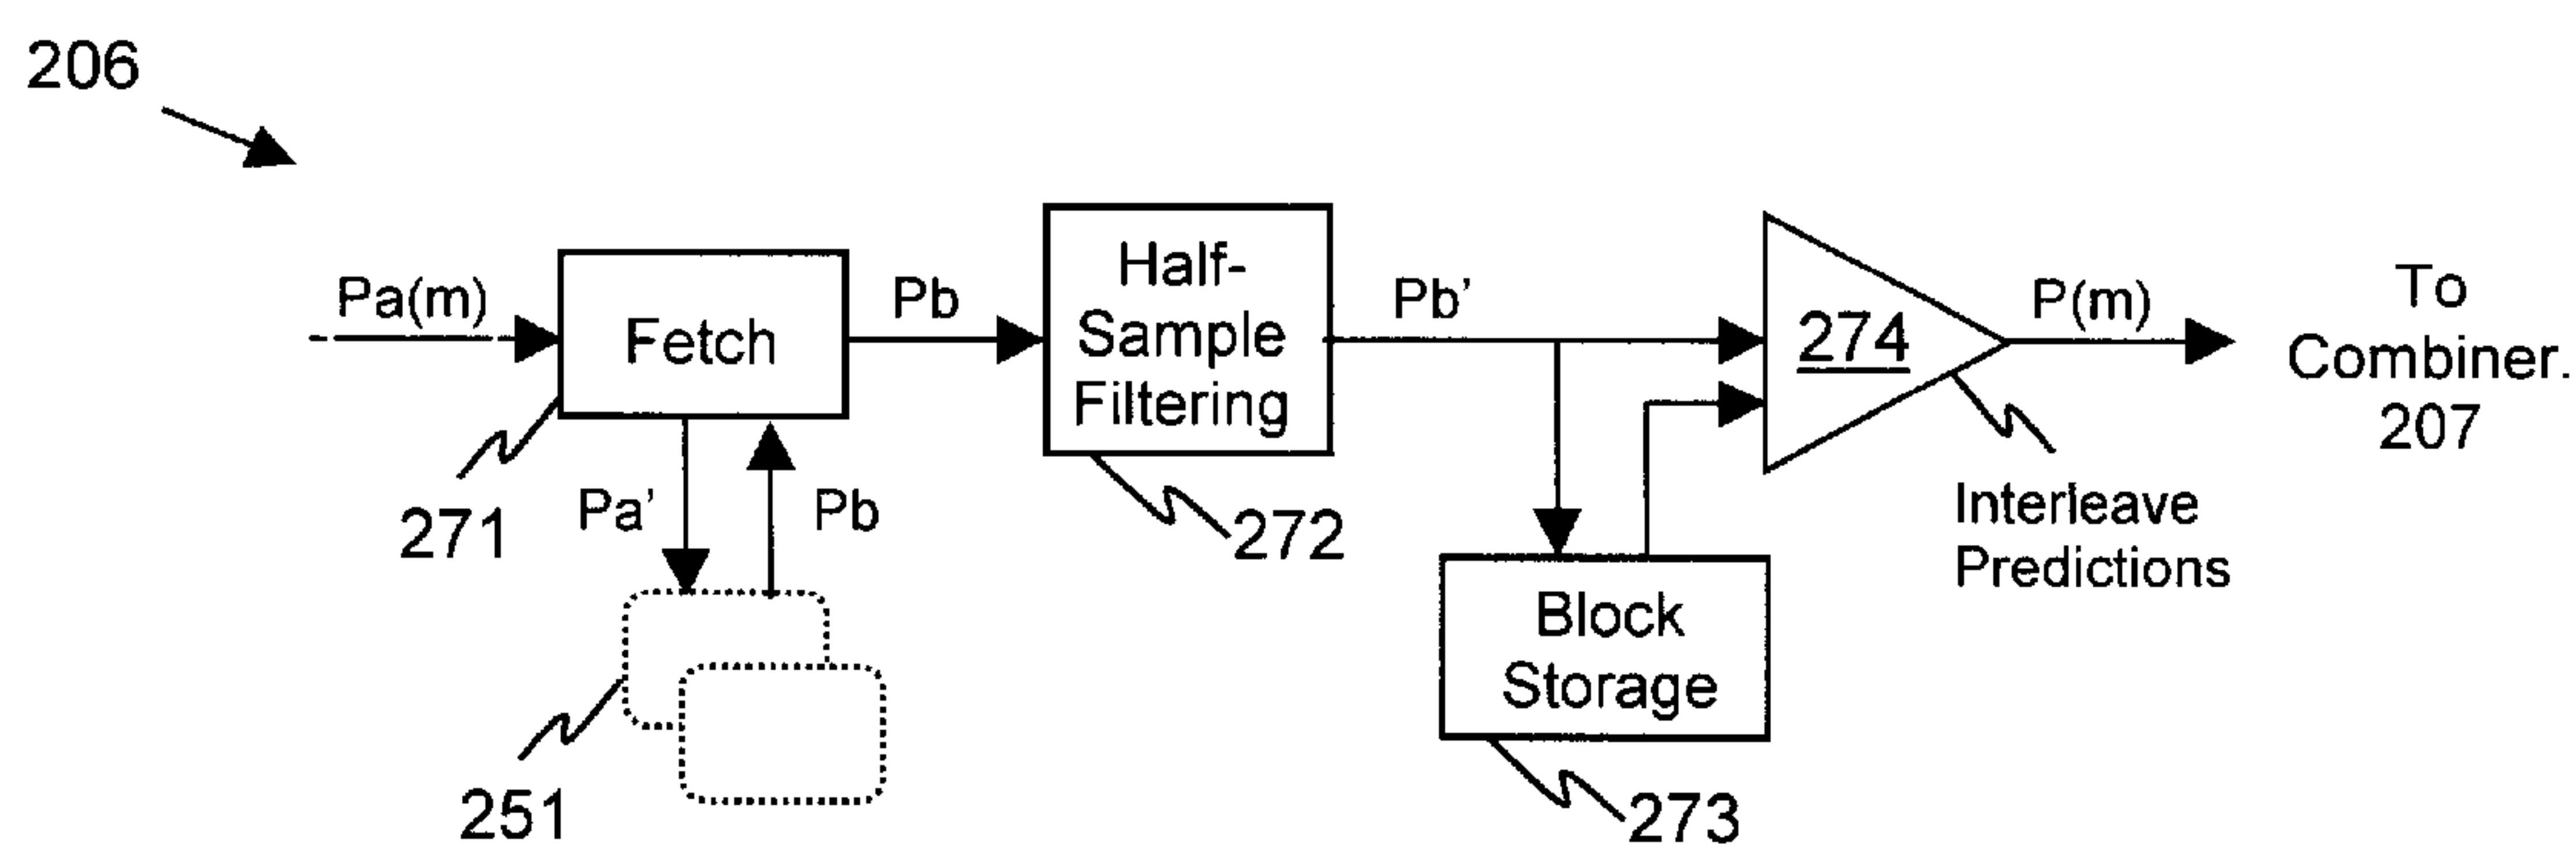 206
Pa(m)
Fetch
Pb
Half-
Sample
Filtering
Pb’
274
P(m)
To
Combiner.
207
271
Pa’
Pb
272
Interleave
Predictions
Block
Storage
251
273